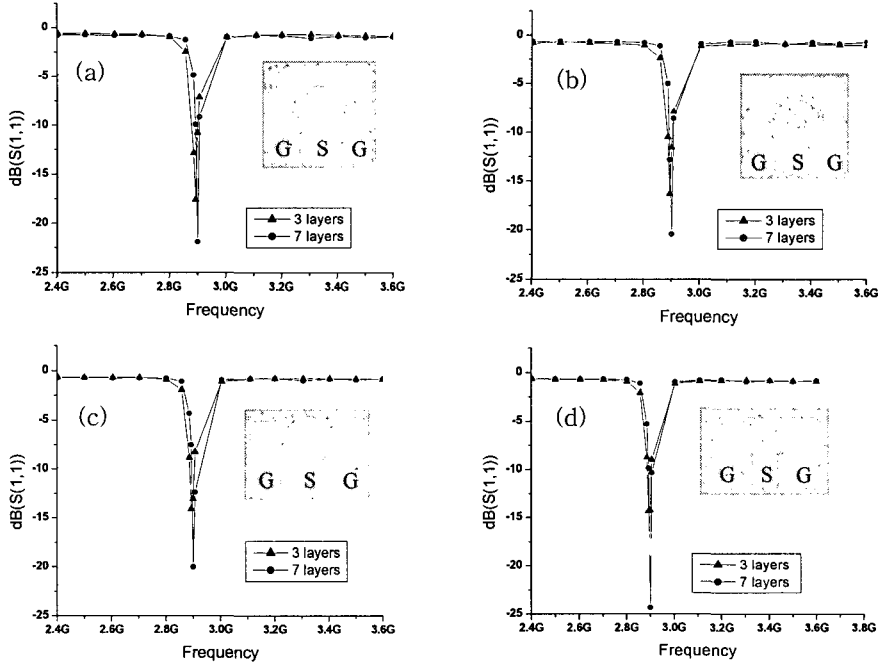 (a)
dB(S(1,1))
0
-5
-10
-15
-20
-25
G S G
3 layers
7 layers
2.4G 2.6G 2.8G 3.0G 3.2G 3.4G 3.6G
Frequency
(b)
dB(S(1,1))
0
-5
-10
-15
-20
-25
G S G
3 layers
7 layers
2.4G 2.6G 2.8G 3.0G 3.2G 3.4G 3.6G
Frequency
(c)
dB(S(1,1))
0
-5
-10
-15
-20
-25
G S G
3 layers
7 layers
2.4G 2.6G 2.8G 3.0G 3.2G 3.4G 3.6G
Frequency
(d)
dB(S(1,1))
0
-5
-10
-15
-20
-25
G S G
3 layers
7 layers
2.4G 2.6G 2.8G 3.0G 3.2G 3.4G 3.6G 3.8G
Frequency